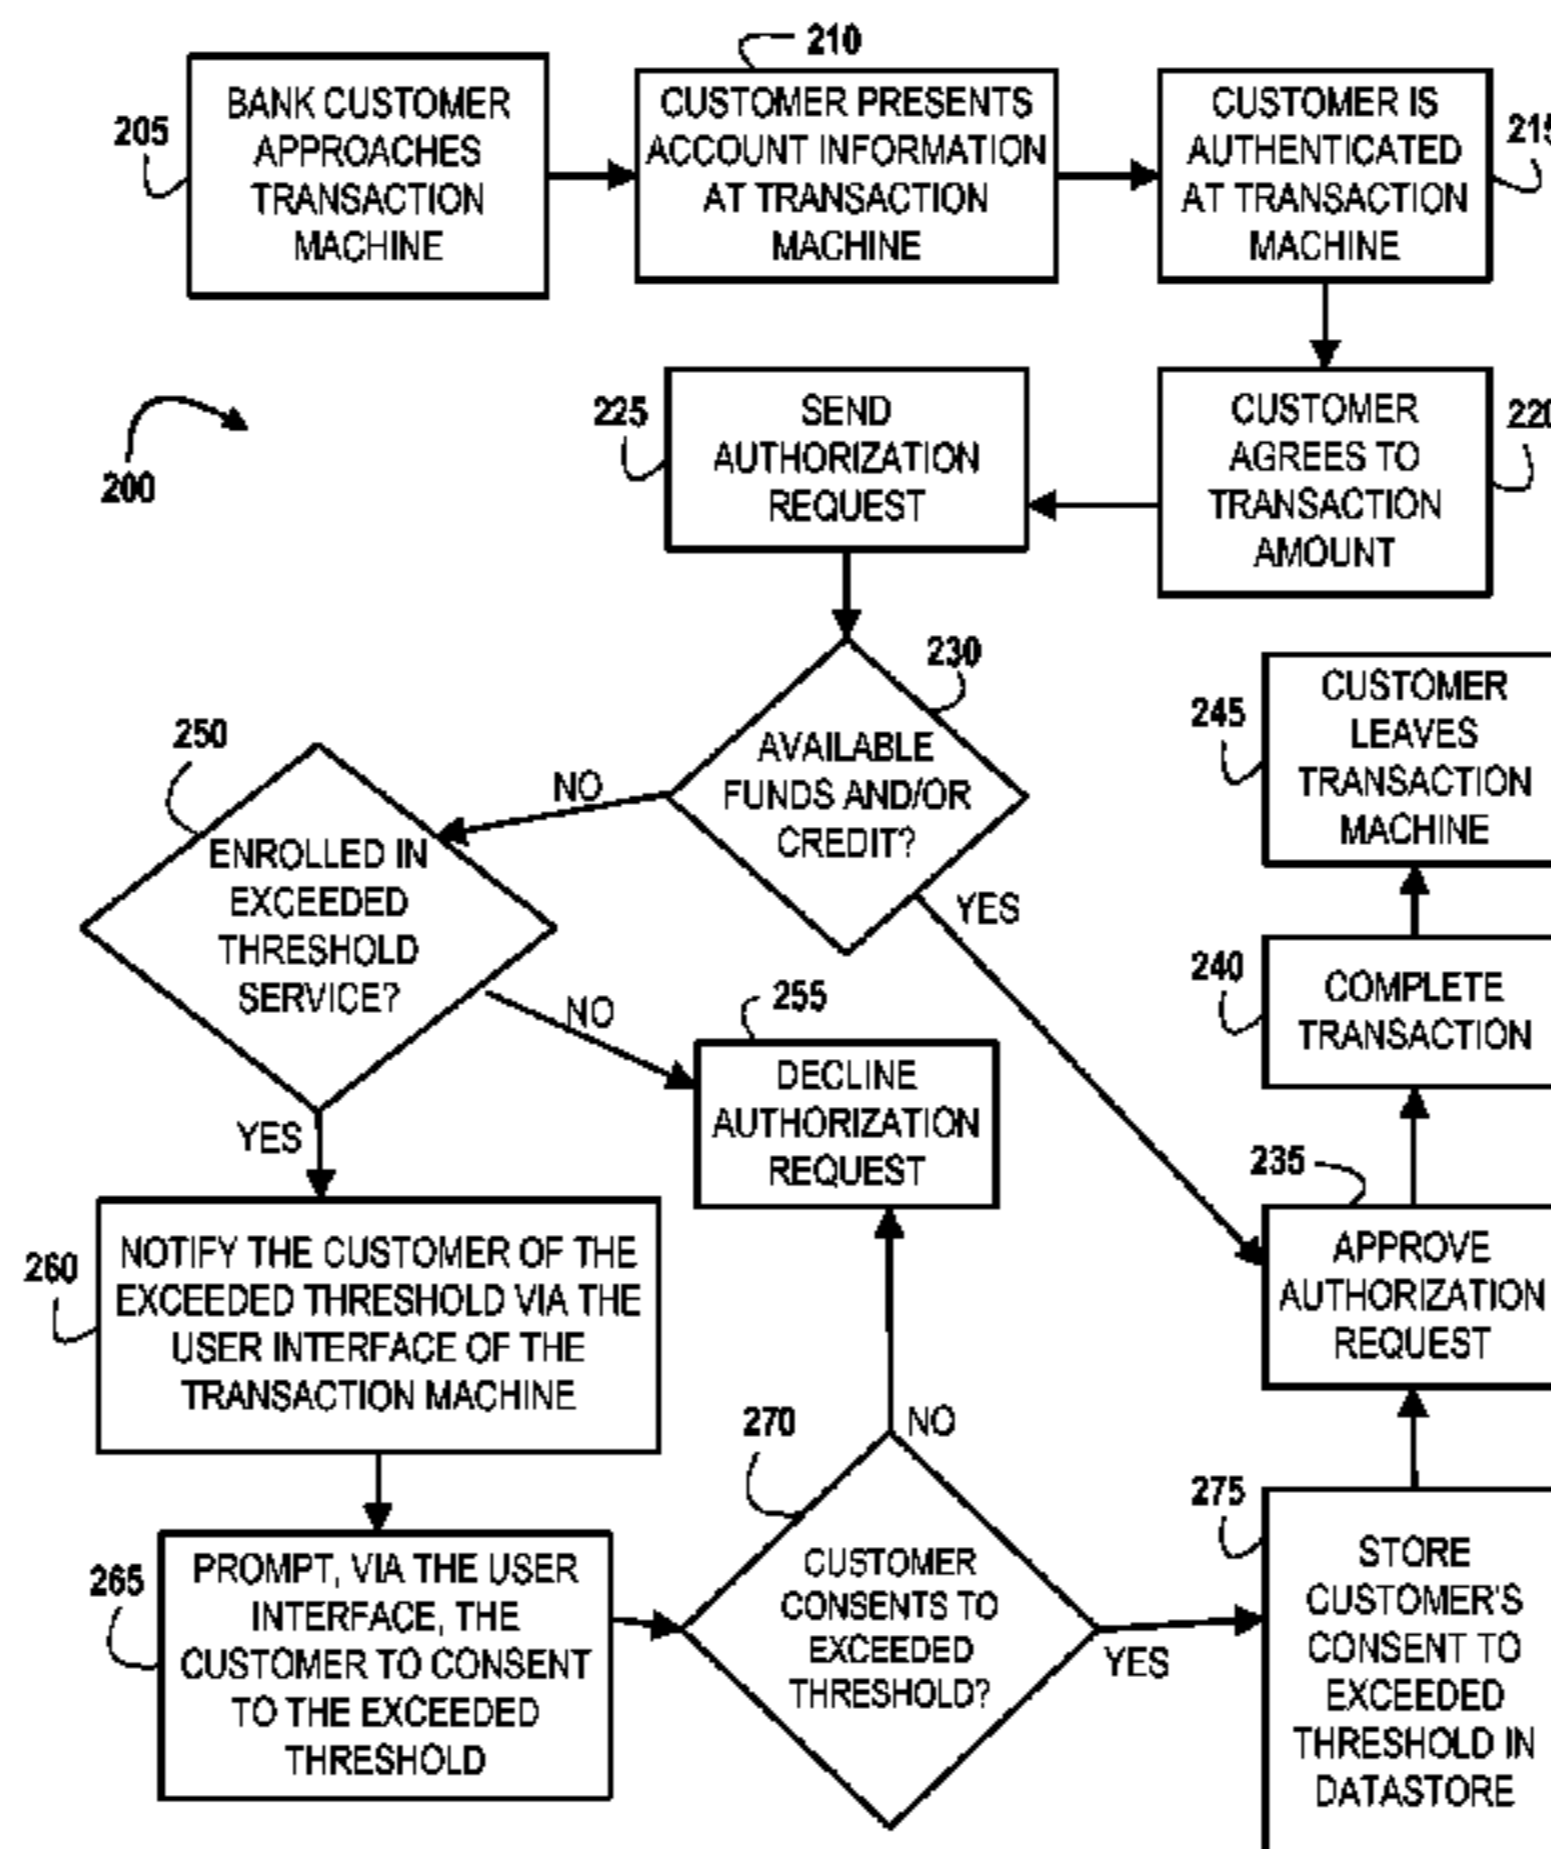 205
BANK CUSTOMER
APPROACHES
TRANSACTION
MACHINE
210
CUSTOMER PRESENTS
ACCOUNT INFORMATION
AT TRANSACTION
MACHINE
CUSTOMER IS
AUTHENTICATED
AT TRANSACTION
MACHINE
215
200
225
SEND
AUTHORIZATION
REQUEST
CUSTOMER
AGREES TO
TRANSACTION
AMOUNT
220
230
AVAILABLE
FUNDS AND/OR
CREDIT?
NO
YES
245
CUSTOMER
LEAVES
TRANSACTION
MACHINE
250
ENROLLED IN
EXCEEDED
THRESHOLD
SERVICE?
NO
YES
240
COMPLETE
TRANSACTION
255
DECLINE
AUTHORIZATION
REQUEST
235
APPROVE
AUTHORIZATION
REQUEST
260
NOTIFY THE CUSTOMER OF THE
EXCEEDED THRESHOLD VIA THE
USER INTERFACE OF THE
TRANSACTION MACHINE
265
PROMPT, VIA THE USER
INTERFACE, THE
CUSTOMER TO CONSENT
TO THE EXCEEDED
THRESHOLD
270
NO
CUSTOMER
CONSENTS TO
EXCEEDED
THRESHOLD?
YES
275
STORE
CUSTOMER'S
CONSENT TO
EXCEEDED
THRESHOLD IN
DATASTORE